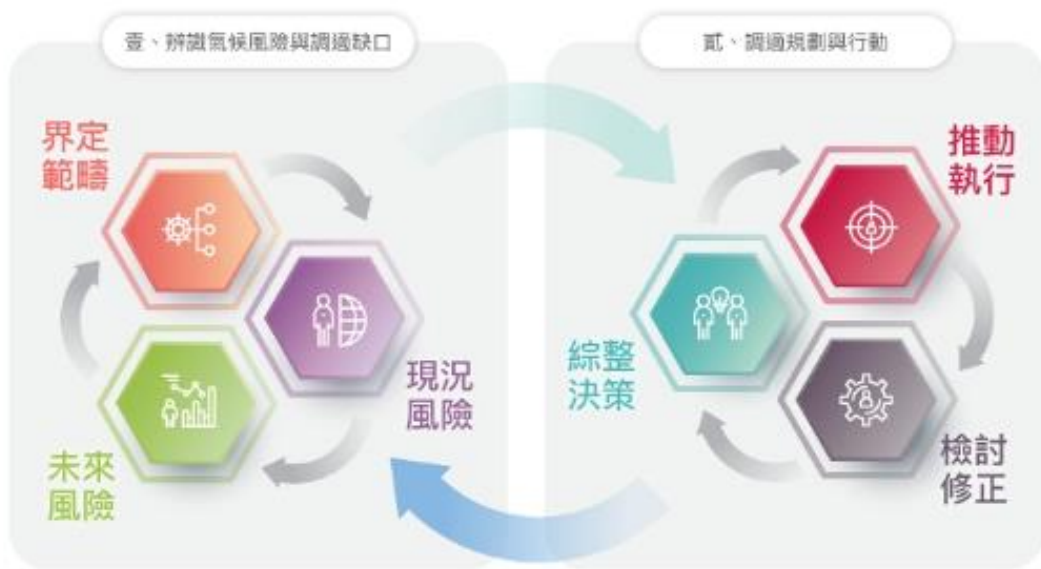 壹、辨識氣候風險與調適缺口
界定
範疇
現況
風險
未來
風險
貳、調適規劃與行動
推動
執行
綜整
決策
檢討
修正